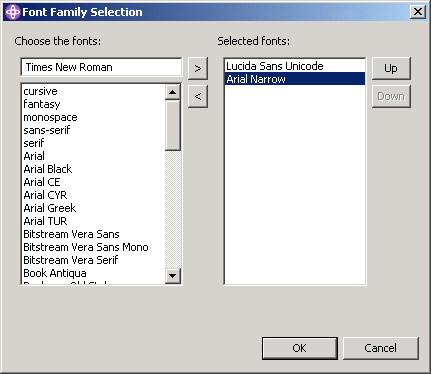 Font Family Selection
Choose the fonts:
Selected fonts:
Times New Roman
>
<
cursive
fantasy
monospace
sans-serif
serif
Arial
Arial Black
Arial CE
Arial CYR
Arial Greek
Arial TUR
Bitstream Vera Sans
Bitstream Vera Sans Mono
Bitstream Vera Serif
Book Antiqua
Lucida Sans Unicode
Arial Narrow
Up
Down
OK
Cancel